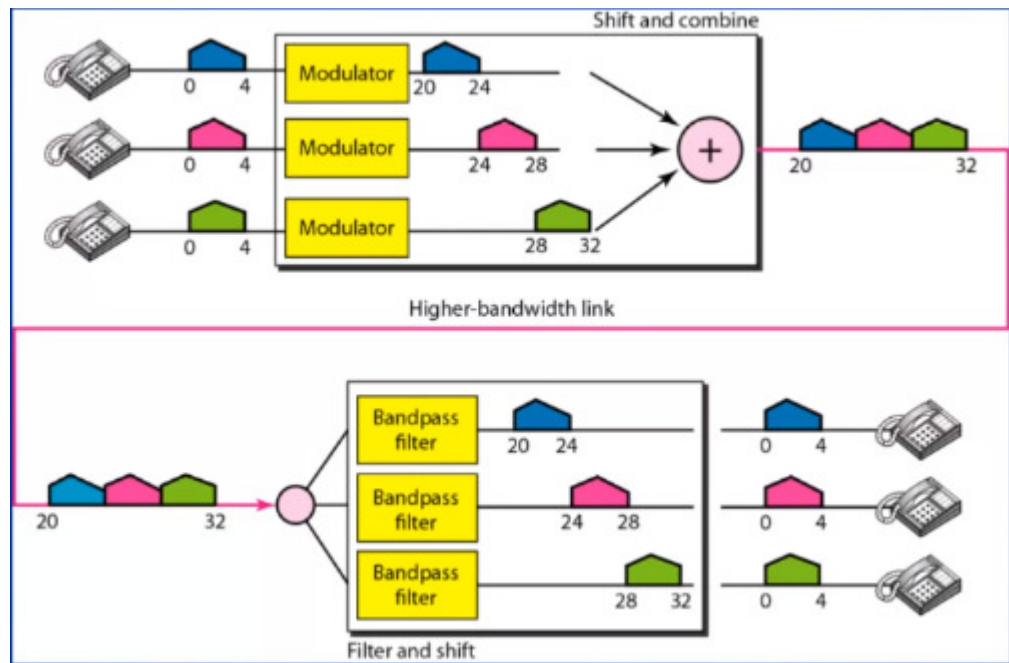 Shift and combine
Modulator
0 4
20 24
Modulator
0 4
24 28
+
20 32
Modulator
0 4
28 32
Higher-bandwidth link
Bandpass
filter
20 24
0 4
Bandpass
filter
20 32
24 28
0 4
Bandpass
filter
28 32
0 4
Filter and shift